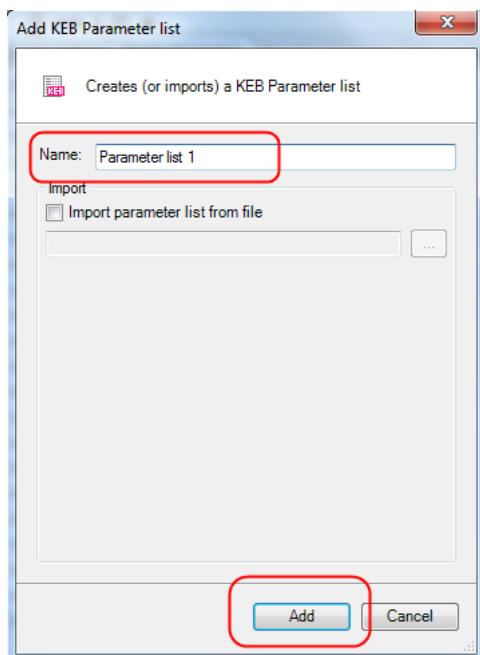 Add KEB Parameter list
KEB
Creates (or imports) a KEB Parameter list
Name: Parameter list 1
Import
Import parameter list from file
...
Add Cancel